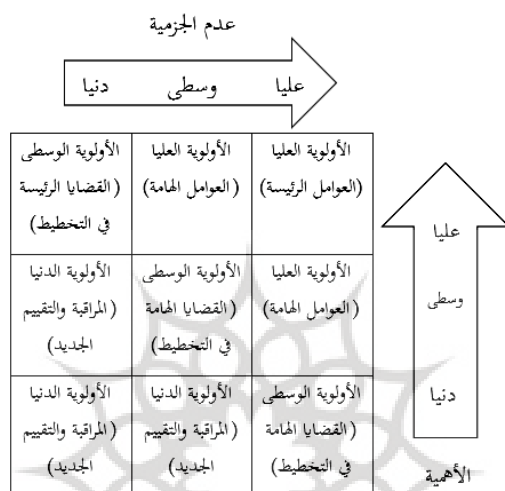 عدم الجزمية
عليا وسطى دنيا
الأولوية العليا
(العوامل الرئيسة)
الأولوية العليا
(العوامل الهامة)
الأولوية الوسطى
(القضايا الرئيسة
في التخطيط)
الأولوية العليا
(العوامل الهامة)
الأولوية الوسطى
(القضايا الهامة
في التخطيط)
الأولوية الدنيا
(المراقبة والتقييم
الجديد)
الأولوية الوسطى
(القضايا الهامة
في التخطيط)
الأولوية الدنيا
(المراقبة والتقييم
الجديد)
الأولوية الدنيا
(المراقبة والتقييم
الجديد)
عليا
وسطى
دنيا
الأهمية